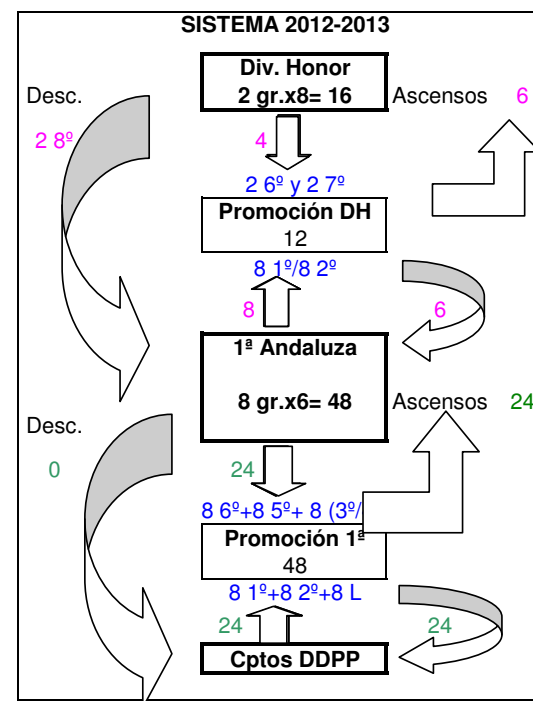 SISTEMA 2012-2013
Div. Honor
2 gr.x8= 16
Desc.
Ascensos 6
2 8º
4
2 6º y 2 7º
Promoción DH
12
8 1º/8 2º
8
6
1ª Andaluza
8 gr.x6= 48
Ascensos 24
Desc.
0
24
8 6º+8 5º+ 8 (3º/
Promoción 1ª
48
8 1º+8 2º+8 L
24
24
Cptos DDPP